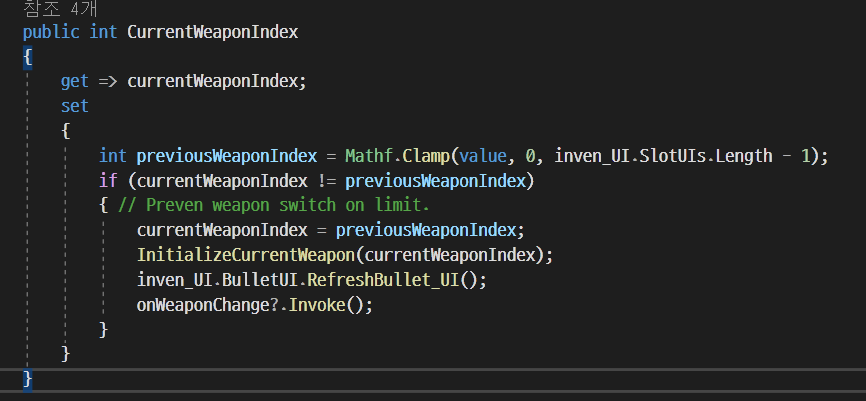 참조 4개
public int CurrentWeaponIndex
{
get => currentWeaponIndex;
set
{
int previousWeaponIndex = Mathf.Clamp(value, 0, inven_UI.SlotUIs.Length - 1);
if (currentWeaponIndex != previousWeaponIndex)
{ // Preven weapon switch on limit.
currentWeaponIndex = previousWeaponIndex;
InitializeCurrentWeapon(currentWeaponIndex);
inven_UI.BulletUI.RefreshBullet_UI();
onWeaponChange?.Invoke();
}
}
}